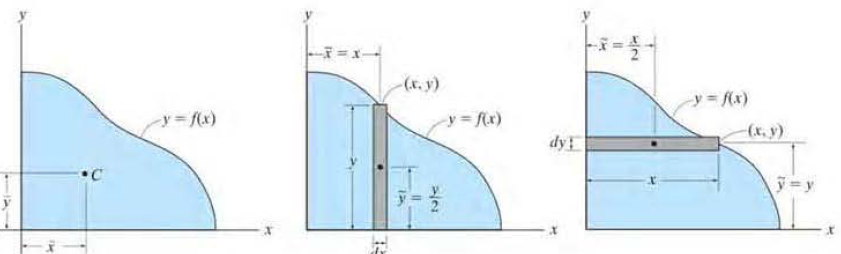 y
y = f(x)
C
ȳ
x̄
x
y
x̃ = x
(x, y)
y = f(x)
y
ỹ = y/2
x
dx
y
x̃ = x/2
y = f(x)
(x, y)
dy
x
ỹ = y
x